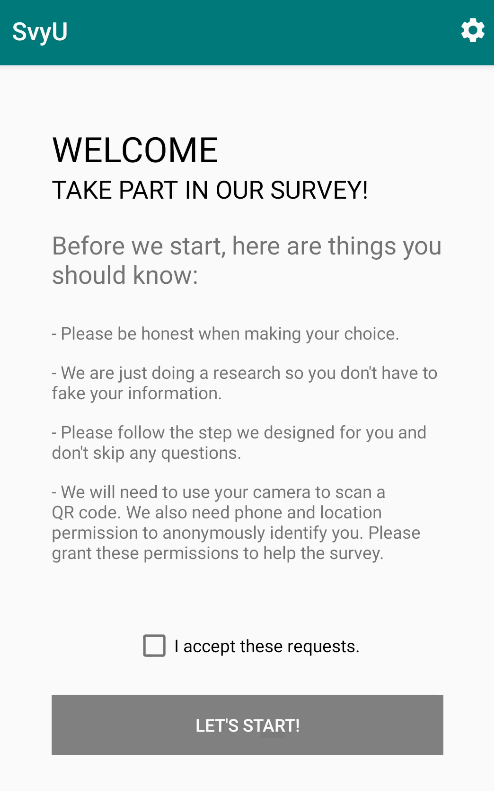 SvyU
WELCOME
TAKE PART IN OUR SURVEY!
Before we start, here are things you
should know:
- Please be honest when making your choice.
- We are just doing a research so you don't have to
fake your information.
- Please follow the step we designed for you and
don't skip any questions.
- We will need to use your camera to scan a
QR code. We also need phone and location
permission to anonymously identify you. Please
grant these permissions to help the survey.
I accept these requests.
LET'S START!